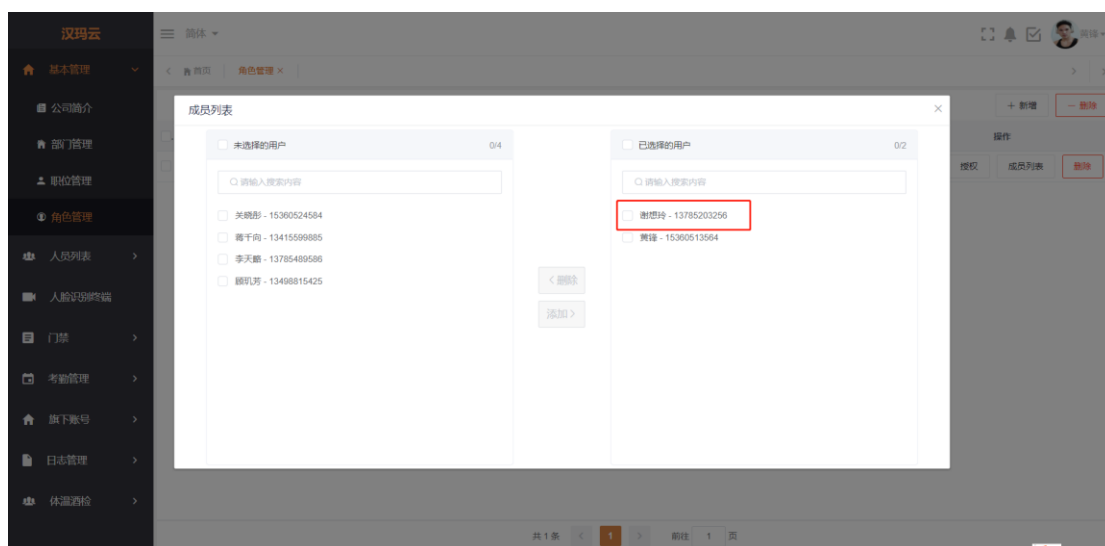 汉玛云
简体
黄锋
基本管理
首页
角色管理 ×
公司简介
部门管理
职位管理
角色管理
人员列表
人脸识别终端
门禁
考勤管理
旗下账号
日志管理
体温酒检
+ 新增
— 删除
操作
授权
成员列表
删除
成员列表
未选择的用户 0/4
请输入搜索内容
关晓彤 - 15360524584
蒋千向 - 13415599885
李天皓 - 13785489586
顾玑芳 - 13498815425
< 删除
添加 >
已选择的用户 0/2
请输入搜索内容
谢想玲 - 13785203256
黄锋 - 15360513564
共 1 条
1
前往 1 页